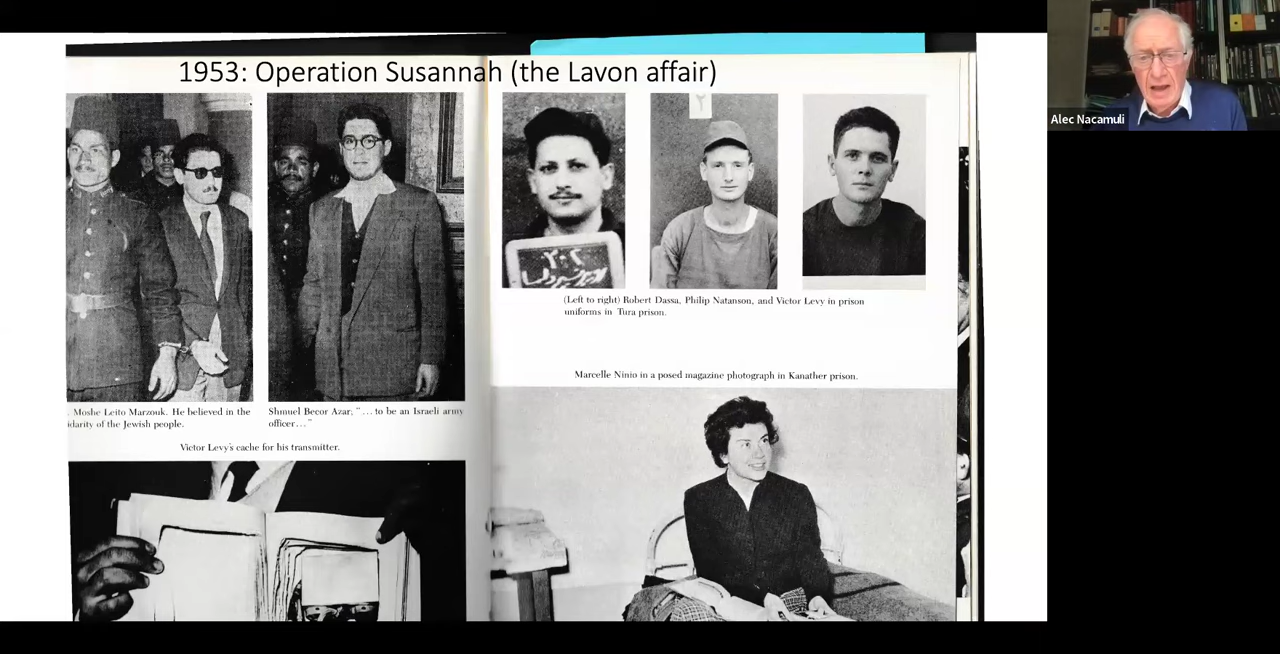 1953: Operation Susannah (the Lavon affair)
Alec Nacamuli
. Moshe Leito Marzouk. He believed in the
idarity of the Jewish people.
Shmuel Becor Azar; “ ... to be an Israeli army
officer ... ”
Victor Levy's cache for his transmitter.
(Left to right) Robert Dassa, Philip Natanson, and Victor Levy in prison
uniforms in Tura prison.
Marcelle Ninio in a posed magazine photograph in Kanather prison.